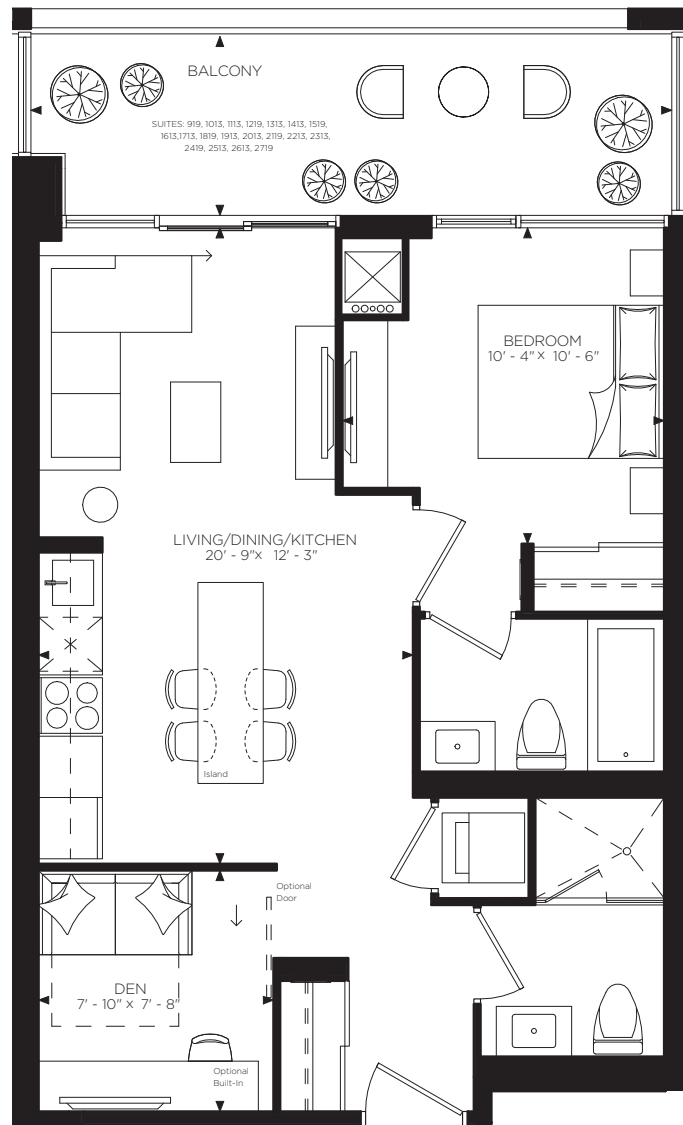 BALCONY
SUITES: 919, 1013, 1113, 1219, 1313, 1413, 1519,
1613,1713, 1819, 1913, 2013, 2119, 2213, 2313,
2419, 2513, 2613, 2719
BEDROOM
10' - 4" x 10' - 6"
LIVING/DINING/KITCHEN
20' - 9"x 12' - 3"
Island
Optional
Door
DEN
7' - 10" x 7' - 8"
Optional
Built-In